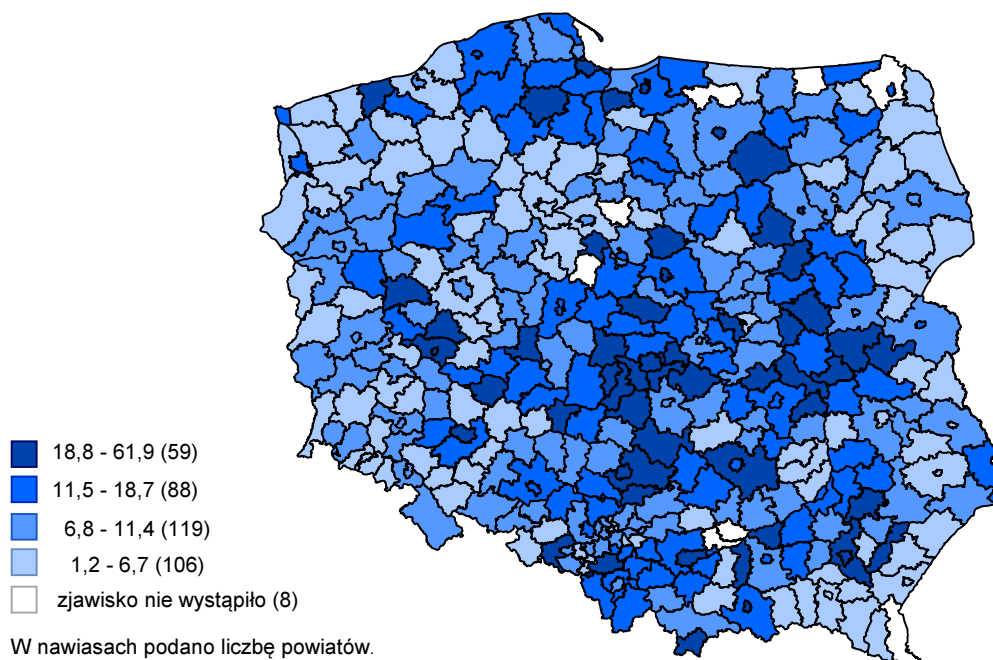 18,8 - 61,9 (59)
11,5 - 18,7 (88)
6,8 - 11,4 (119)
1,2 - 6,7 (106)
zjawisko nie wystąpiło (8)
W nawiasach podano liczbę powiatów.